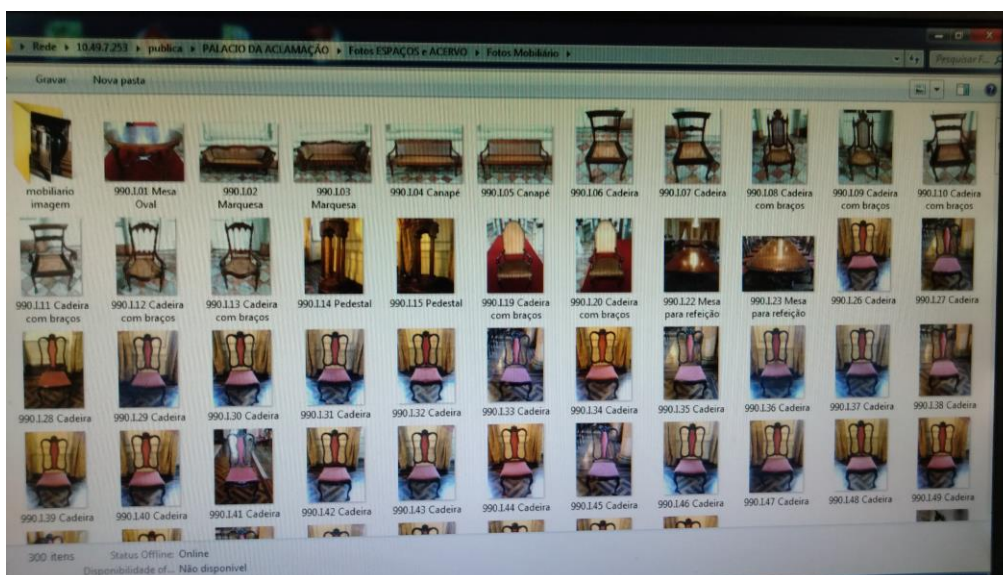 Rede ▸ 10.49.7.253 ▸ publica ▸ PALACIO DA ACLAMAÇÃO ▸ Fotos ESPAÇOS e ACERVO ▸ Fotos Mobiliário ▸
Pesquisar F...
Gravar Nova pasta
mobiliario
imagem
990.1.01 Mesa
Oval
990.1.02
Marquesa
990.1.03
Marquesa
990.1.04 Canapé
990.1.05 Canapé
990.1.06 Cadeira
990.1.07 Cadeira
990.1.08 Cadeira
com braços
990.1.09 Cadeira
com braços
990.1.10 Cadeira
com braços
990.1.11 Cadeira
com braços
990.1.12 Cadeira
com braços
990.1.13 Cadeira
com braços
990.1.14 Pedestal
990.1.15 Pedestal
990.1.19 Cadeira
com braços
990.1.20 Cadeira
com braços
990.1.22 Mesa
para refeição
990.1.23 Mesa
para refeição
990.1.26 Cadeira
990.1.27 Cadeira
990.1.28 Cadeira
990.1.29 Cadeira
990.1.30 Cadeira
990.1.31 Cadeira
990.1.32 Cadeira
990.1.33 Cadeira
990.1.34 Cadeira
990.1.35 Cadeira
990.1.36 Cadeira
990.1.37 Cadeira
990.1.38 Cadeira
990.1.39 Cadeira
990.1.40 Cadeira
990.1.41 Cadeira
990.1.42 Cadeira
990.1.43 Cadeira
990.1.44 Cadeira
990.1.45 Cadeira
990.1.46 Cadeira
990.1.47 Cadeira
990.1.48 Cadeira
990.1.49 Cadeira
300 itens
Status Offline: Online
Disponibilidade of... Não disponível